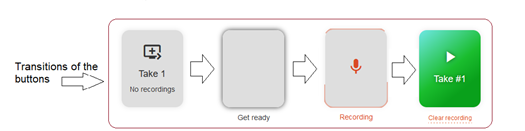 Transitions of the
buttons
Take 1
No recordings
Get ready
Recording
Take #1
Clear recording